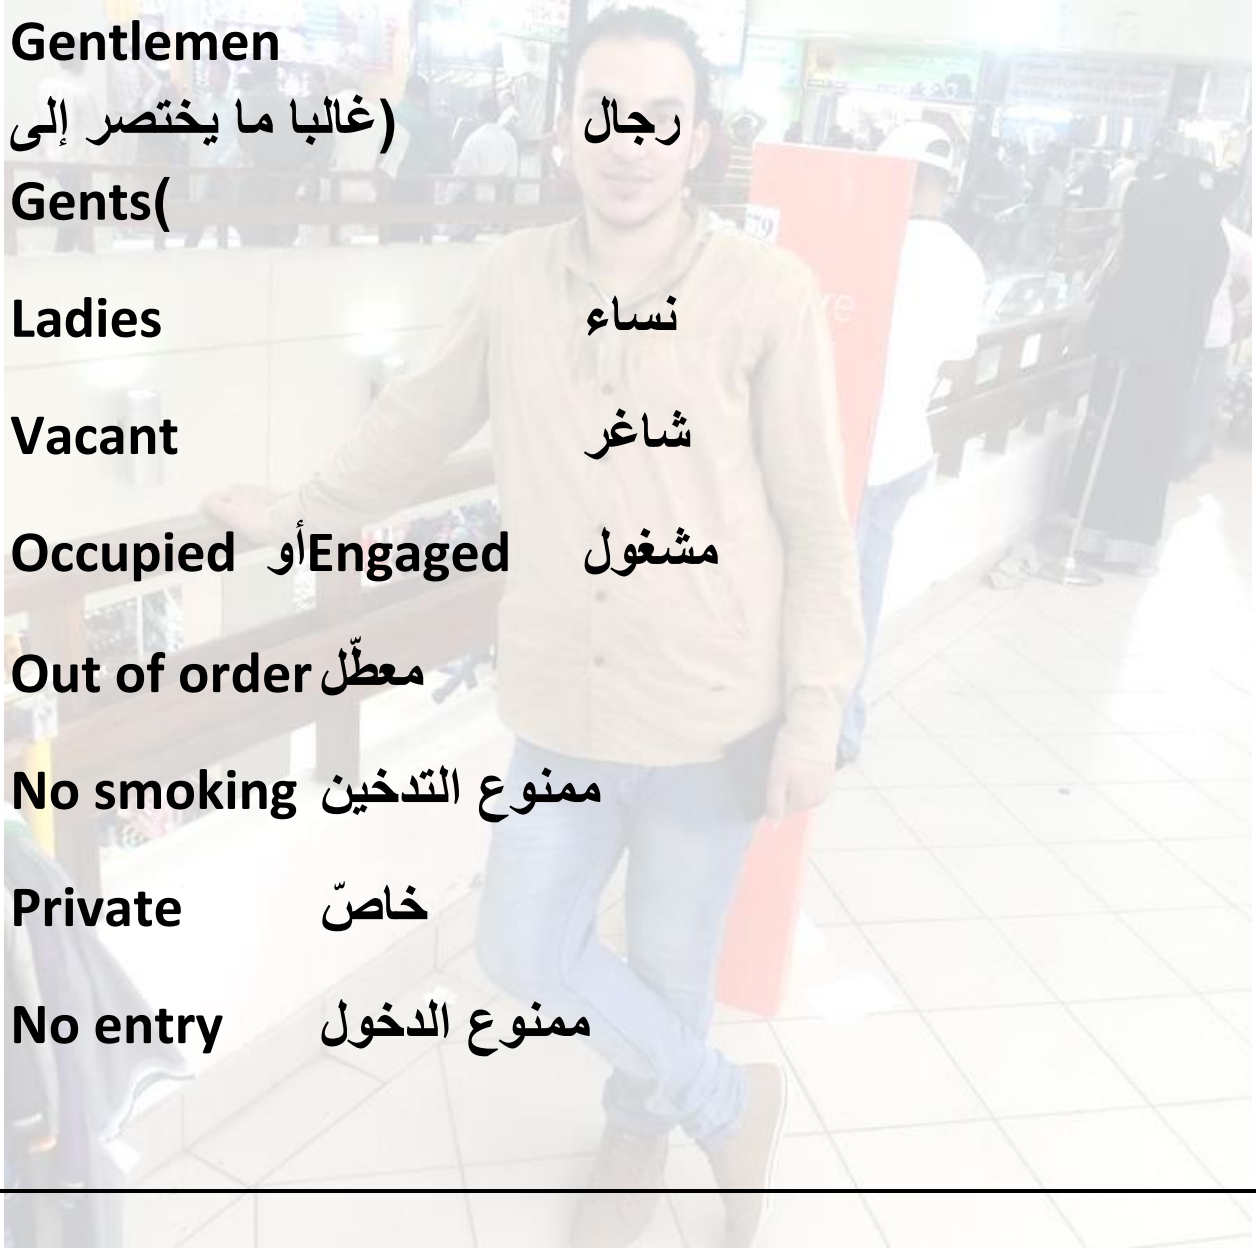 Gentlemen
(غالبا ما يختصر إلى رجال
Gents(
Ladies نساء
Vacant شاغر
Occupied أو Engaged مشغول
Out of order معطّل
No smoking ممنوع التدخين
Private خاصّ
No entry ممنوع الدخول